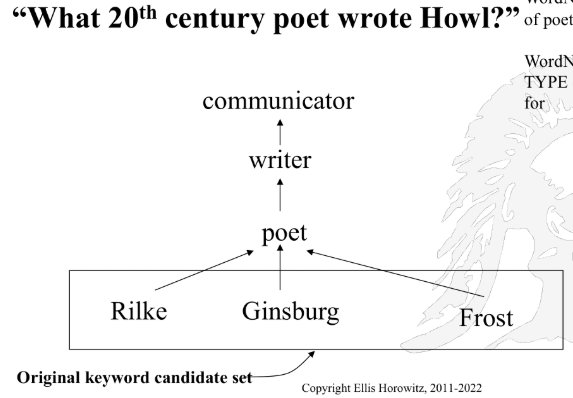 “What 20th century poet wrote Howl?”
of poet
WordN
TYPE
for
communicator
writer
poet
Rilke
Ginsburg
Frost
Original keyword candidate set
Copyright Ellis Horowitz, 2011-2022